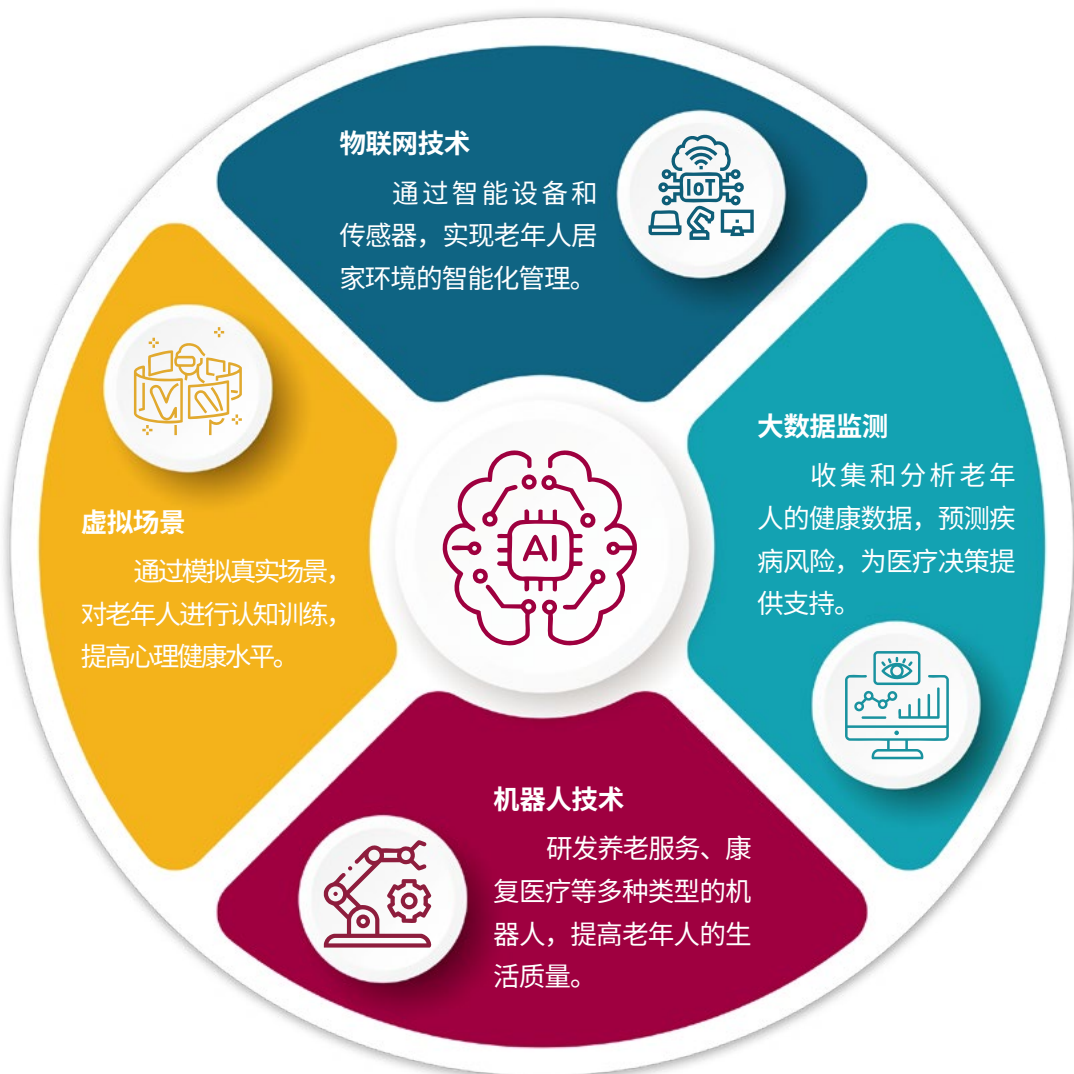 物联网技术
通过智能设备和
传感器，实现老年人居
家环境的智能化管理。
IoT
大数据监测
收集和分析老年
人的健康数据，预测疾
病风险，为医疗决策提
供支持。
机器人技术
研发养老服务、康
复医疗等多种类型的机
器人，提高老年人的生
活质量。
虚拟场景
通过模拟真实场景，
对老年人进行认知训练，
提高心理健康水平。
AI